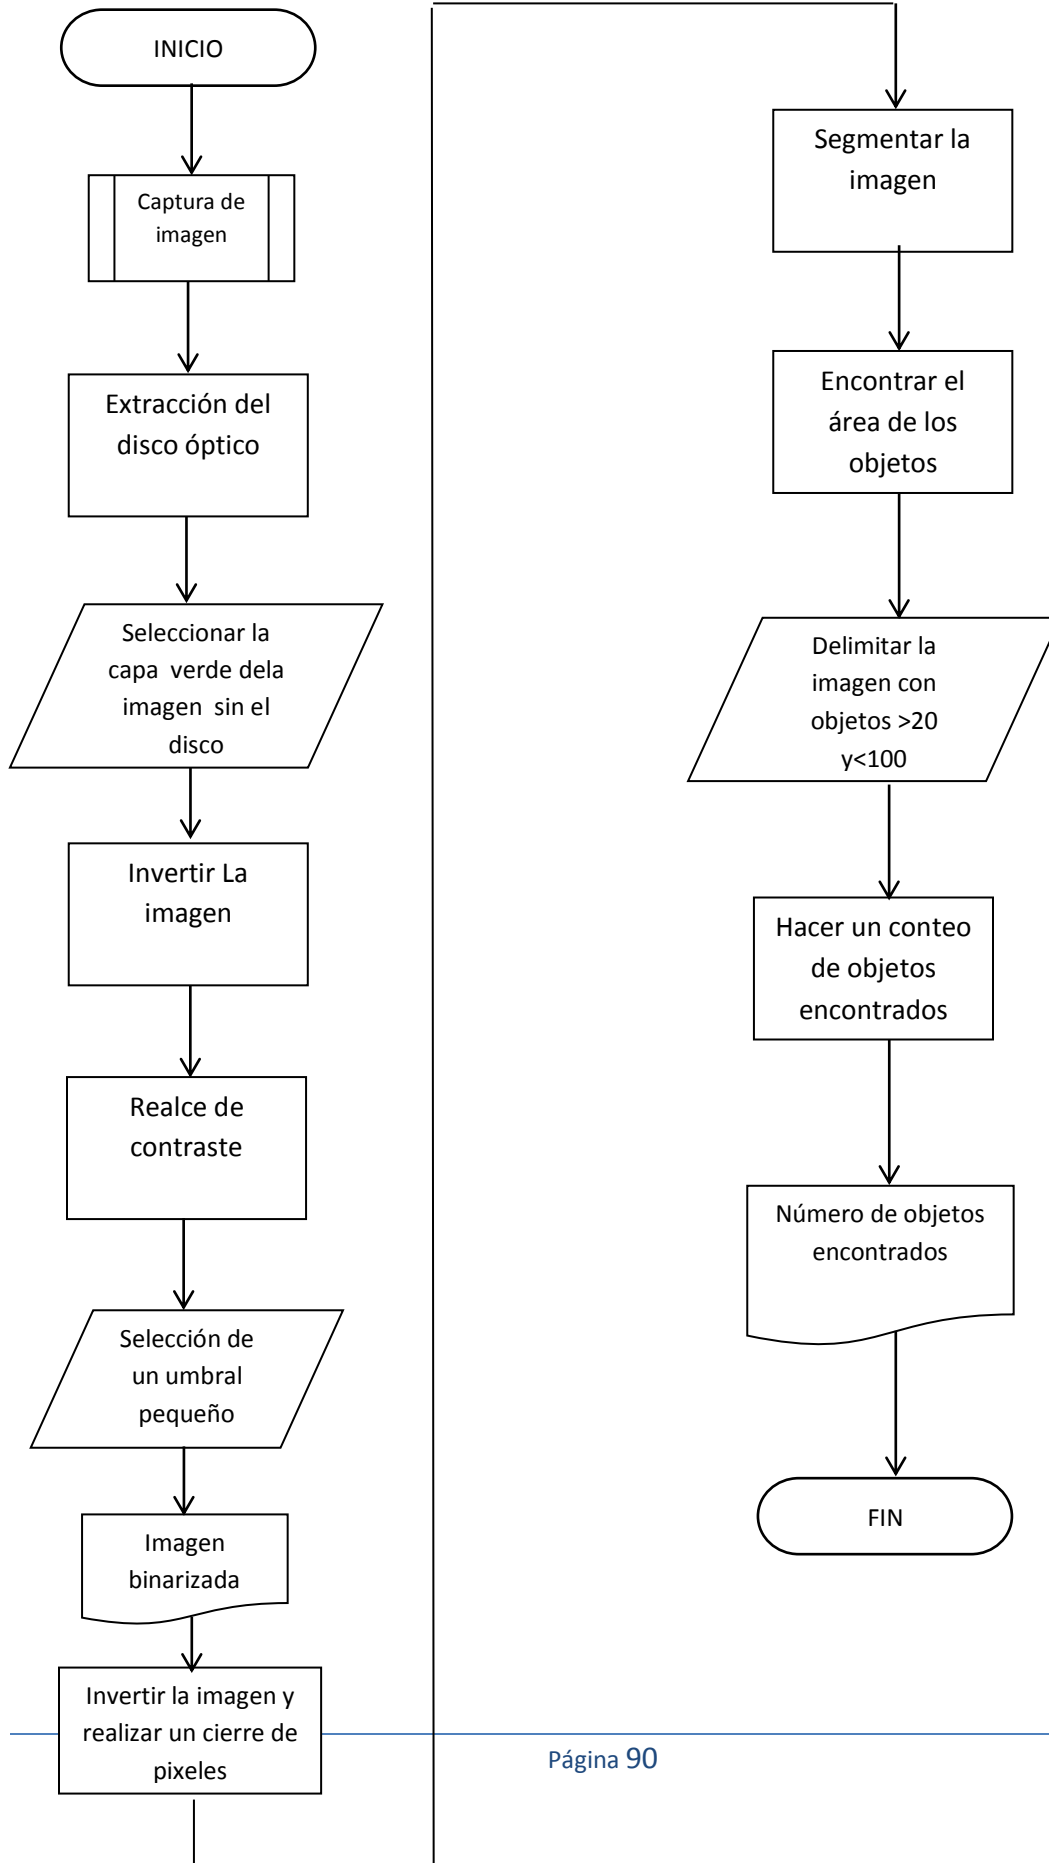 INICIO
Captura de
imagen
Extracción del
disco óptico
Seleccionar la
capa verde dela
imagen sin el
disco
Invertir La
imagen
Realce de
contraste
Selección de
un umbral
pequeño
Imagen
binarizada
Invertir la imagen y
realizar un cierre de
pixeles
Segmentar la
imagen
Encontrar el
área de los
objetos
Delimitar la
imagen con
objetos >20
y<100
Hacer un conteo
de objetos
encontrados
Número de objetos
encontrados
FIN
Página 90